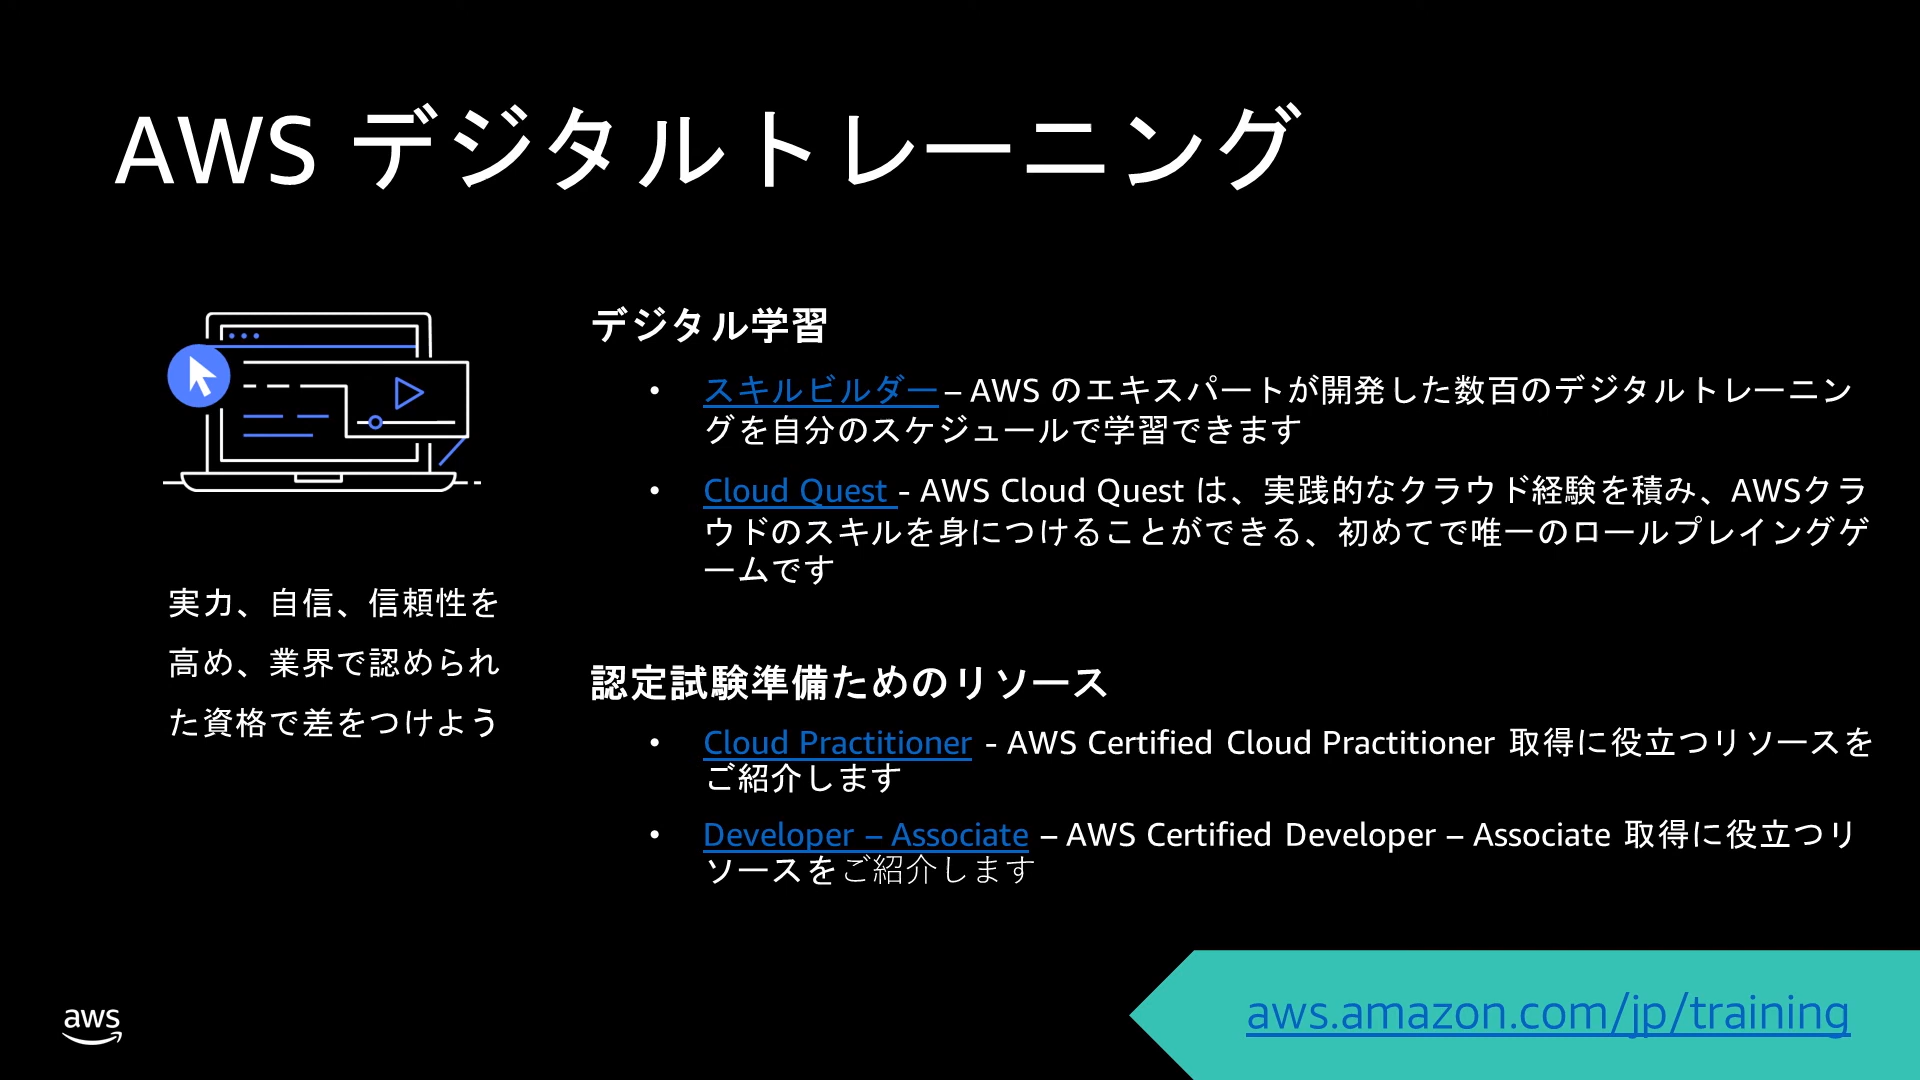 AWS デジタルトレーニング
実力、自信、信頼性を
高め、業界で認められ
た資格で差をつけよう
デジタル学習
• スキルビルダー – AWS のエキスパートが開発した数百のデジタルトレーニン
グを自分のスケジュールで学習できます
• Cloud Quest - AWS Cloud Quest は、実践的なクラウド経験を積み、AWSクラ
ウドのスキルを身につけることができる、初めてで唯一のロールプレイングゲ
ームです
認定試験準備ためのリソース
• Cloud Practitioner - AWS Certified Cloud Practitioner 取得に役立つリソースを
ご紹介します
• Developer – Associate – AWS Certified Developer – Associate 取得に役立つリ
ソースをご紹介します
aws
aws.amazon.com/jp/training